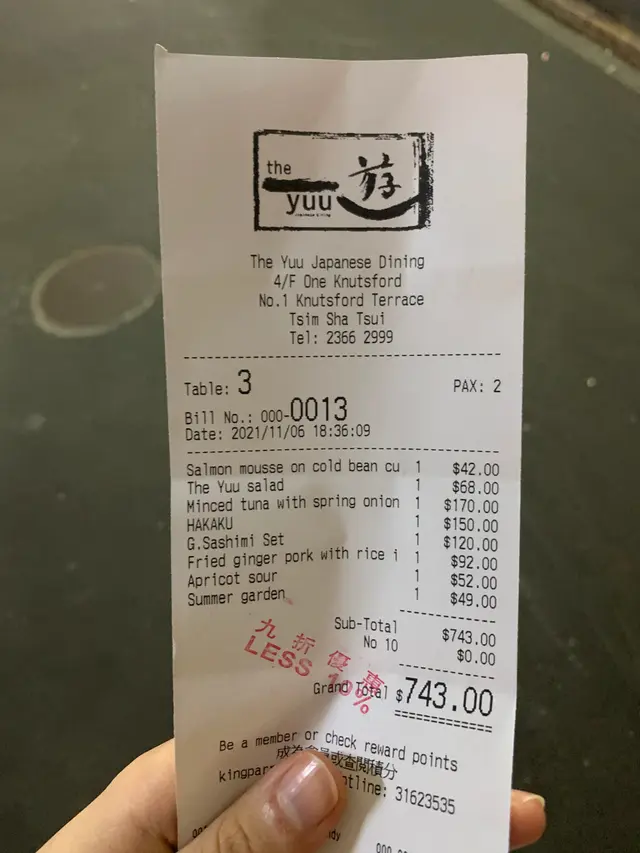 the
yuu
游
The Yuu Japanese Dining
4/F One Knutsford
No.1 Knutsford Terrace
Tsim Sha Tsui
Tel: 2366 2999
Table: 3 PAX: 2
Bill No.: 000-0013
Date: 2021/11/06 18:36:09
Salmon mousse on cold bean cu 1 $42.00
The Yuu salad 1 $68.00
Minced tuna with spring onion 1 $170.00
HAKAKU 1 $150.00
G.Sashimi Set 1 $120.00
Fried ginger pork with rice i 1 $92.00
Apricot sour 1 $52.00
Summer garden 1 $49.00
Sub-Total $743.00
No 10 $0.00
九折優惠
LESS 10%
Grand Total $743.00
Be a member or check reward points
成為會員或查閱積分
31623535